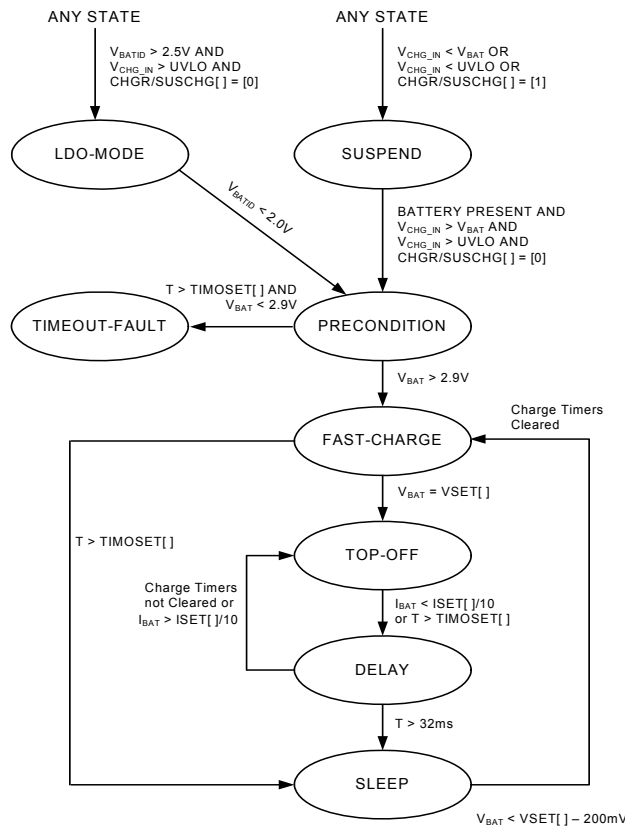 ANY STATE
ANY STATE
V_BATID > 2.5V AND
V_CHG_IN > UVLO AND
CHGR/SUSCHG[ ] = [0]
V_CHG_IN < V_BAT OR
V_CHG_IN < UVLO OR
CHGR/SUSCHG[ ] = [1]
LDO-MODE
SUSPEND
V_BATID < 2.0V
BATTERY PRESENT AND
V_CHG_IN > V_BAT AND
V_CHG_IN > UVLO AND
CHGR/SUSCHG[ ] = [0]
T > TIMOSET[ ] AND
V_BAT < 2.9V
TIMEOUT-FAULT
PRECONDITION
V_BAT > 2.9V
Charge Timers
Cleared
FAST-CHARGE
V_BAT = VSET[ ]
T > TIMOSET[ ]
TOP-OFF
Charge Timers
not Cleared or
I_BAT > ISET[ ]/10
I_BAT < ISET[ ]/10
or T > TIMOSET[ ]
DELAY
T > 32ms
SLEEP
V_BAT < VSET[ ] – 200mV